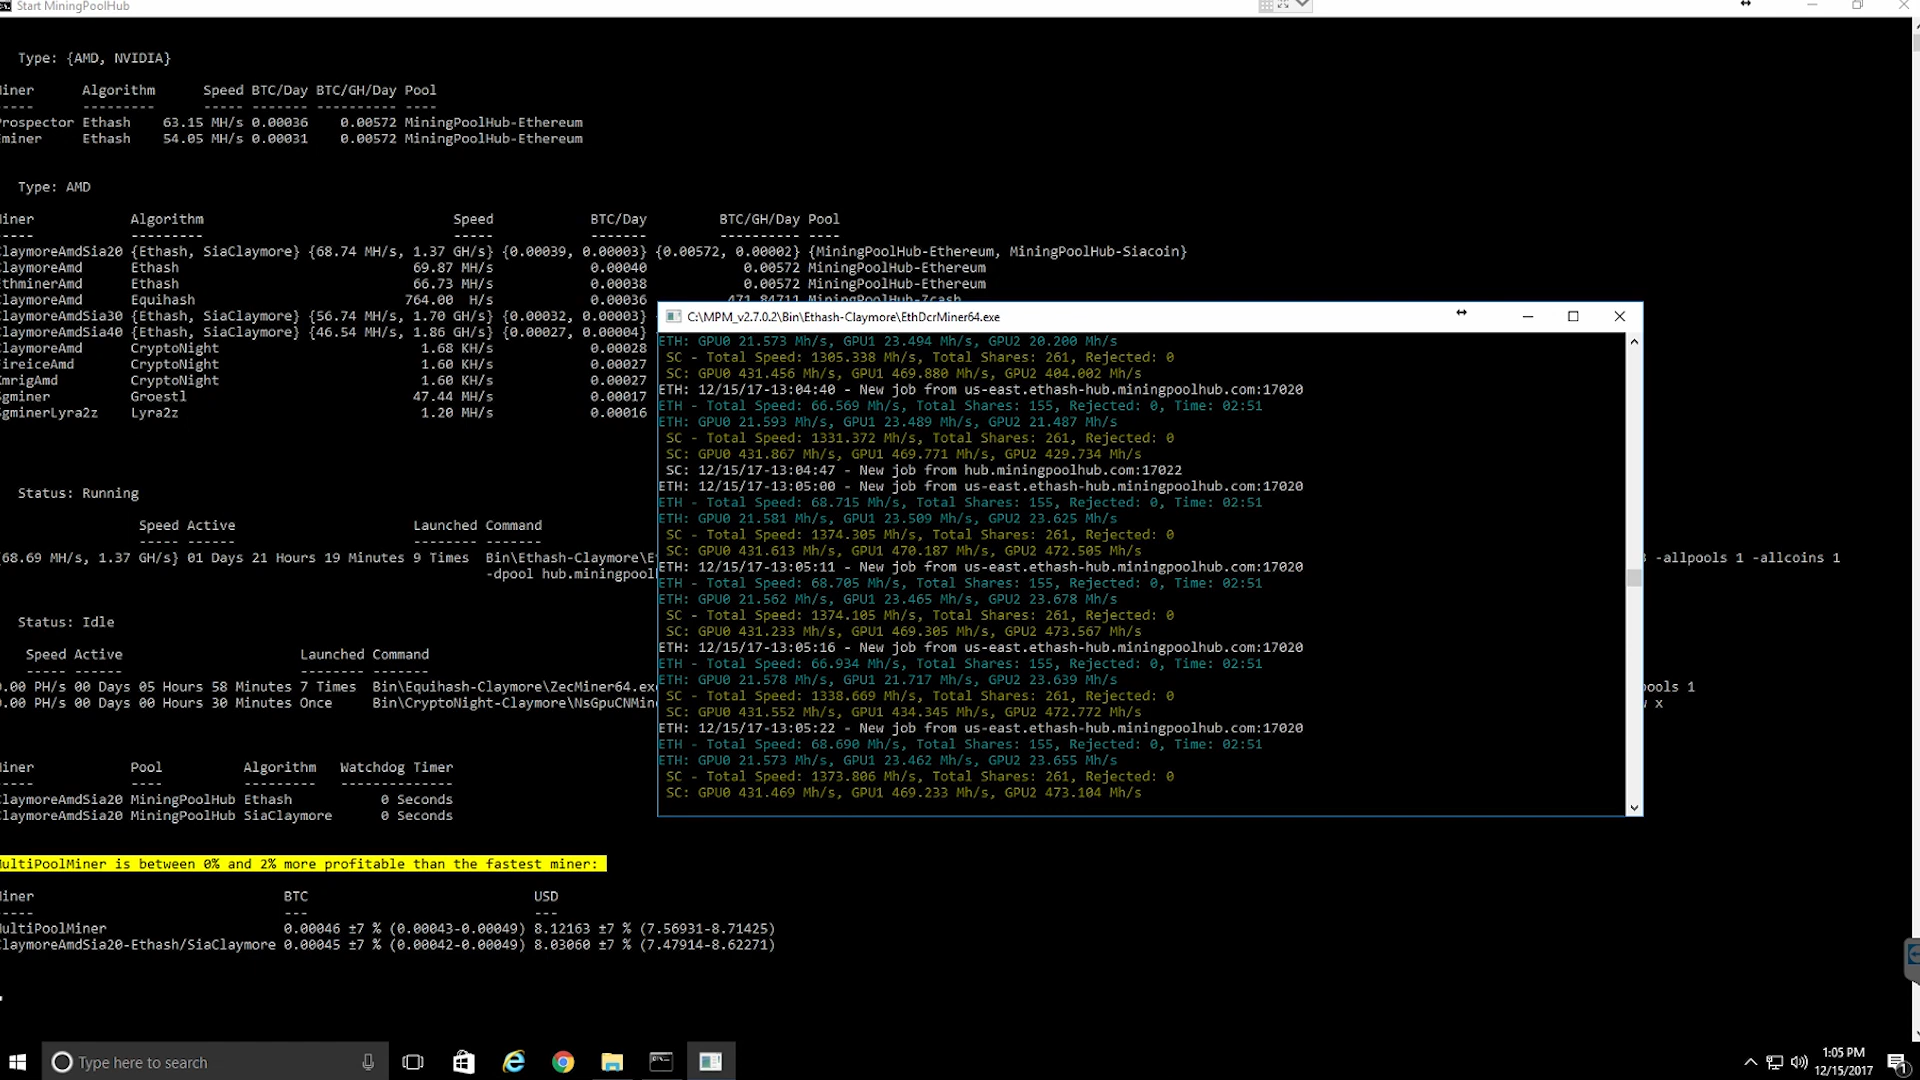 Start MiningPoolHub
Type: {AMD, NVIDIA}
iner Algorithm Speed BTC/Day BTC/GH/Day Pool
----- --------- ----- ------- ---------- ----
rospector Ethash 63.15 MH/s 0.00036 0.00572 MiningPoolHub-Ethereum
miner Ethash 54.05 MH/s 0.00031 0.00572 MiningPoolHub-Ethereum
Type: AMD
iner Algorithm Speed BTC/Day BTC/GH/Day Pool
----- --------- ----- ------- ---------- ----
laymoreAmdSia20 {Ethash, SiaClaymore} {68.74 MH/s, 1.37 GH/s} {0.00039, 0.00003} {0.00572, 0.00002} {MiningPoolHub-Ethereum, MiningPoolHub-Siacoin}
laymoreAmd Ethash 69.87 MH/s 0.00040 0.00572 MiningPoolHub-Ethereum
thminerAmd Ethash 66.73 MH/s 0.00038 0.00572 MiningPoolHub-Ethereum
laymoreAmd Equihash 764.00 H/s 0.00036 471.84711 MiningPoolHub-Zcash
laymoreAmdSia30 {Ethash, SiaClaymore} {56.74 MH/s, 1.70 GH/s} {0.00032, 0.00003}
laymoreAmdSia40 {Ethash, SiaClaymore} {46.54 MH/s, 1.86 GH/s} {0.00027, 0.00004}
laymoreAmd CryptoNight 1.68 KH/s 0.00028
ireiceAmd CryptoNight 1.60 KH/s 0.00027
mrigAmd CryptoNight 1.60 KH/s 0.00027
gminer Groestl 47.44 MH/s 0.00017
gminerLyra2z Lyra2z 1.20 MH/s 0.00016
Status: Running
Speed Active Launched Command
----- ------ -------- -------
{68.69 MH/s, 1.37 GH/s} 01 Days 21 Hours 19 Minutes 9 Times Bin\Ethash-Claymore\Et -allpools 1 -allcoins 1
-dpool hub.miningpool
Status: Idle
Speed Active Launched Command
----- ------ -------- -------
.00 PH/s 00 Days 05 Hours 58 Minutes 7 Times Bin\Equihash-Claymore\ZecMiner64.exe ools 1
.00 PH/s 00 Days 00 Hours 30 Minutes Once Bin\CryptoNight-Claymore\NsGpuCNMin x
iner Pool Algorithm Watchdog Timer
----- ---- --------- --------------
laymoreAmdSia20 MiningPoolHub Ethash 0 Seconds
laymoreAmdSia20 MiningPoolHub SiaClaymore 0 Seconds
ultiPoolMiner is between 0% and 2% more profitable than the fastest miner:
iner BTC USD
----- --- ---
ultiPoolMiner 0.00046 ±7 % (0.00043-0.00049) 8.12163 ±7 % (7.56931-8.71425)
laymoreAmdSia20-Ethash/SiaClaymore 0.00045 ±7 % (0.00042-0.00049) 8.03060 ±7 % (7.47914-8.62271)
C:\MPM_v2.7.0.2\Bin\Ethash-Claymore\EthDcrMiner64.exe
ETH: GPU0 21.573 Mh/s, GPU1 23.494 Mh/s, GPU2 20.200 Mh/s
SC - Total Speed: 1305.338 Mh/s, Total Shares: 261, Rejected: 0
SC: GPU0 431.456 Mh/s, GPU1 469.880 Mh/s, GPU2 404.002 Mh/s
ETH: 12/15/17-13:04:40 - New job from us-east.ethash-hub.miningpoolhub.com:17020
ETH - Total Speed: 66.569 Mh/s, Total Shares: 155, Rejected: 0, Time: 02:51
ETH: GPU0 21.593 Mh/s, GPU1 23.489 Mh/s, GPU2 21.487 Mh/s
SC - Total Speed: 1331.372 Mh/s, Total Shares: 261, Rejected: 0
SC: GPU0 431.867 Mh/s, GPU1 469.771 Mh/s, GPU2 429.734 Mh/s
SC: 12/15/17-13:04:47 - New job from hub.miningpoolhub.com:17022
ETH: 12/15/17-13:05:00 - New job from us-east.ethash-hub.miningpoolhub.com:17020
ETH - Total Speed: 68.715 Mh/s, Total Shares: 155, Rejected: 0, Time: 02:51
ETH: GPU0 21.581 Mh/s, GPU1 23.509 Mh/s, GPU2 23.625 Mh/s
SC - Total Speed: 1374.305 Mh/s, Total Shares: 261, Rejected: 0
SC: GPU0 431.613 Mh/s, GPU1 470.187 Mh/s, GPU2 472.505 Mh/s
ETH: 12/15/17-13:05:11 - New job from us-east.ethash-hub.miningpoolhub.com:17020
ETH - Total Speed: 68.705 Mh/s, Total Shares: 155, Rejected: 0, Time: 02:51
ETH: GPU0 21.562 Mh/s, GPU1 23.465 Mh/s, GPU2 23.678 Mh/s
SC - Total Speed: 1374.105 Mh/s, Total Shares: 261, Rejected: 0
SC: GPU0 431.233 Mh/s, GPU1 469.305 Mh/s, GPU2 473.567 Mh/s
ETH: 12/15/17-13:05:16 - New job from us-east.ethash-hub.miningpoolhub.com:17020
ETH - Total Speed: 66.934 Mh/s, Total Shares: 155, Rejected: 0, Time: 02:51
ETH: GPU0 21.578 Mh/s, GPU1 21.717 Mh/s, GPU2 23.639 Mh/s
SC - Total Speed: 1338.669 Mh/s, Total Shares: 261, Rejected: 0
SC: GPU0 431.552 Mh/s, GPU1 434.345 Mh/s, GPU2 472.772 Mh/s
ETH: 12/15/17-13:05:22 - New job from us-east.ethash-hub.miningpoolhub.com:17020
ETH - Total Speed: 68.690 Mh/s, Total Shares: 155, Rejected: 0, Time: 02:51
ETH: GPU0 21.573 Mh/s, GPU1 23.462 Mh/s, GPU2 23.655 Mh/s
SC - Total Speed: 1373.806 Mh/s, Total Shares: 261, Rejected: 0
SC: GPU0 431.469 Mh/s, GPU1 469.233 Mh/s, GPU2 473.104 Mh/s
Type here to search
1:05 PM
12/15/2017
1